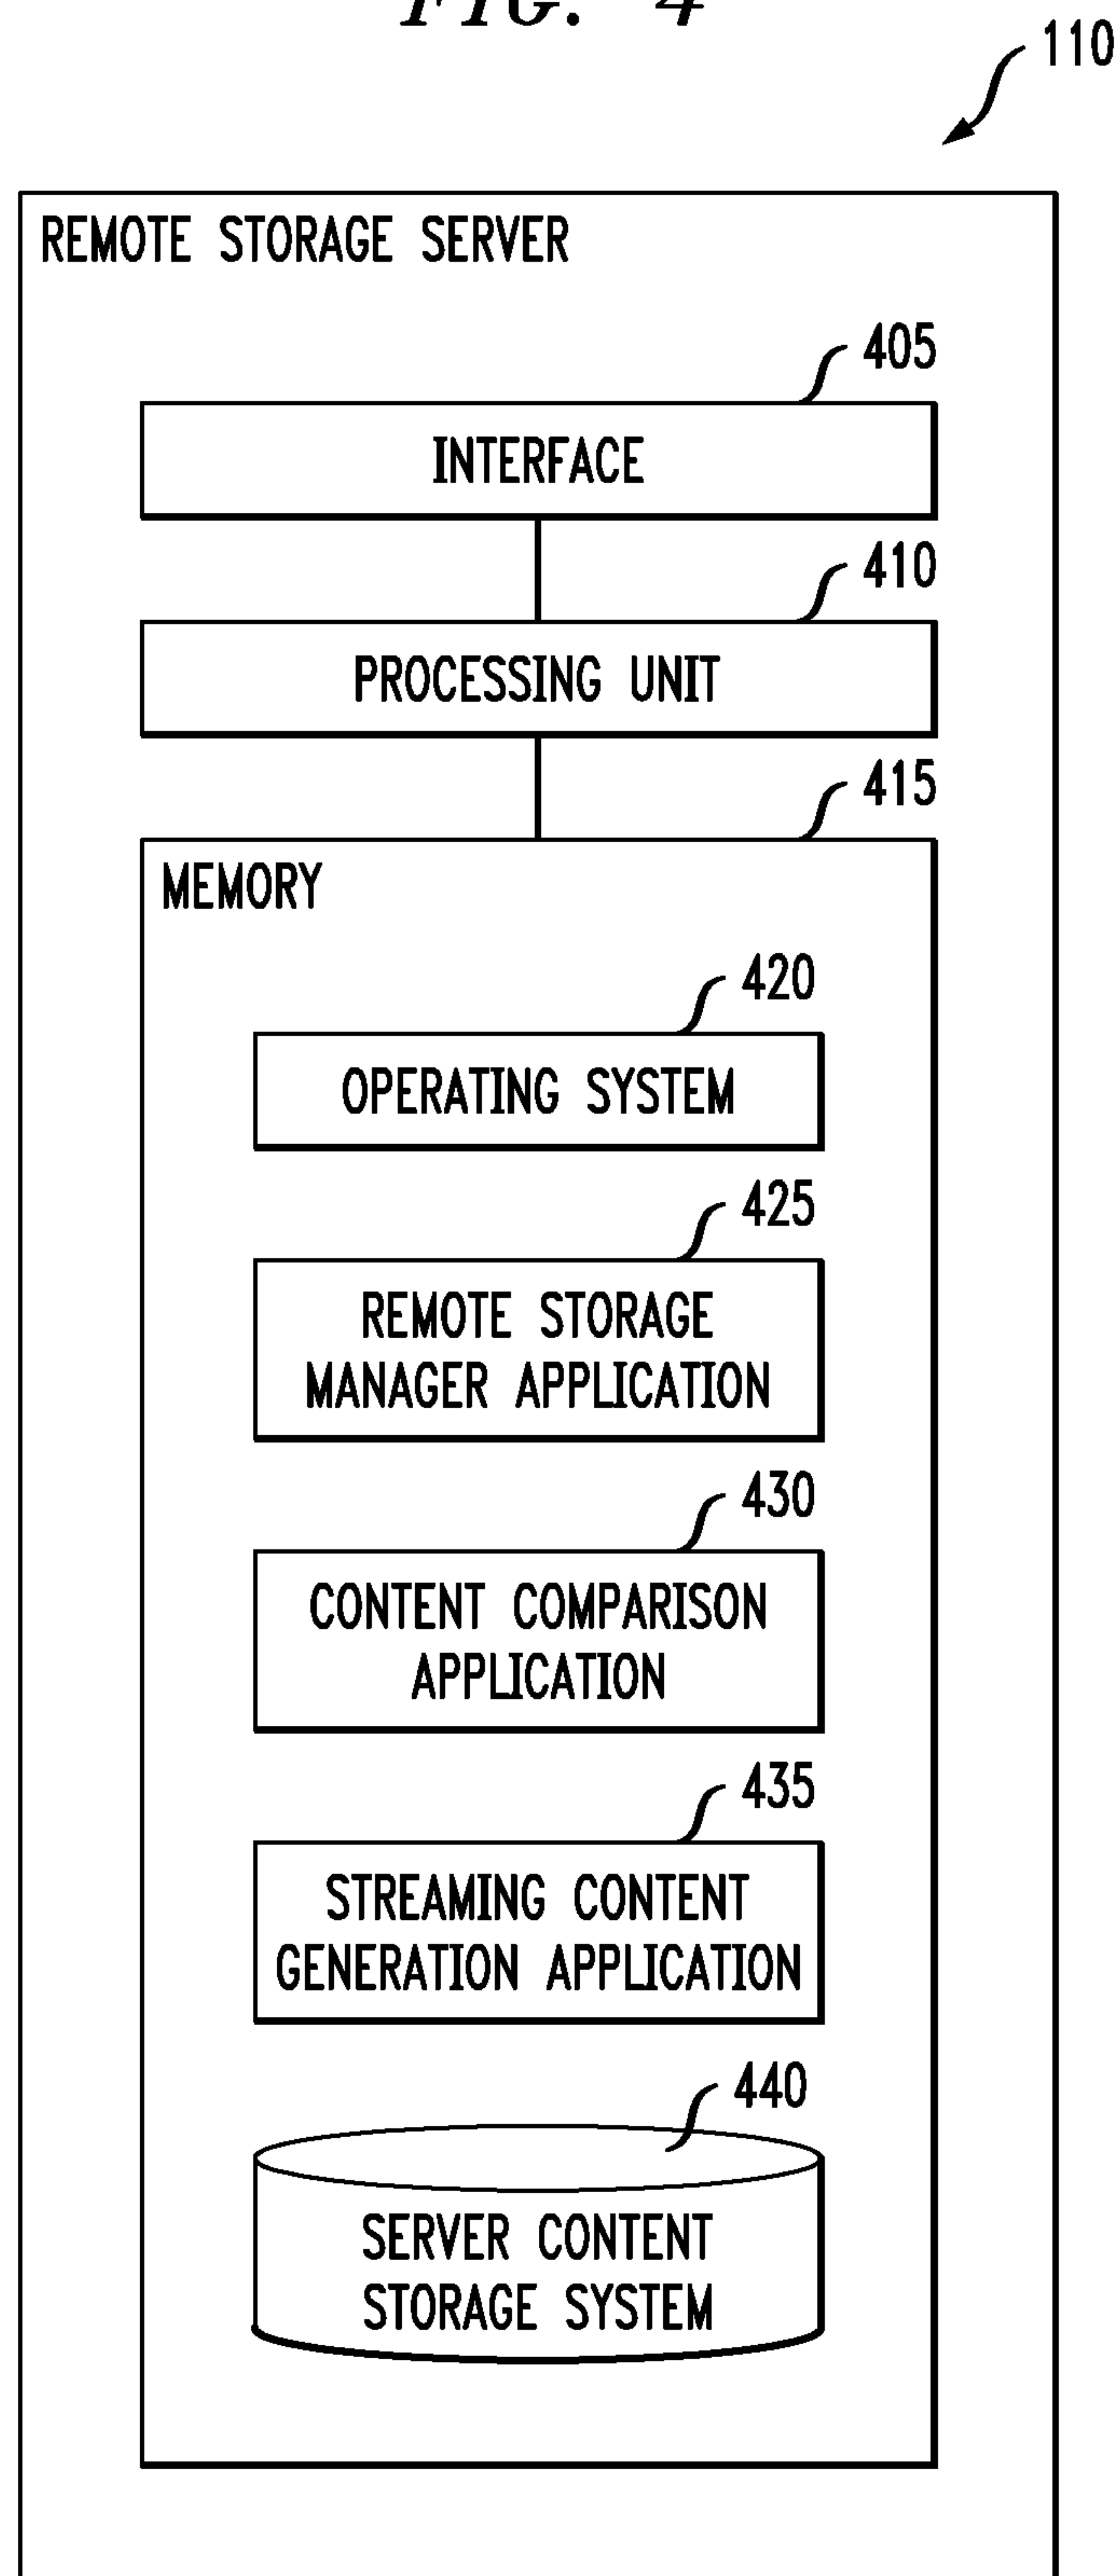 FIG. 4
110
REMOTE STORAGE SERVER
405
INTERFACE
410
PROCESSING UNIT
415
MEMORY
420
OPERATING SYSTEM
425
REMOTE STORAGE
MANAGER APPLICATION
430
CONTENT COMPARISON
APPLICATION
435
STREAMING CONTENT
GENERATION APPLICATION
440
SERVER CONTENT
STORAGE SYSTEM